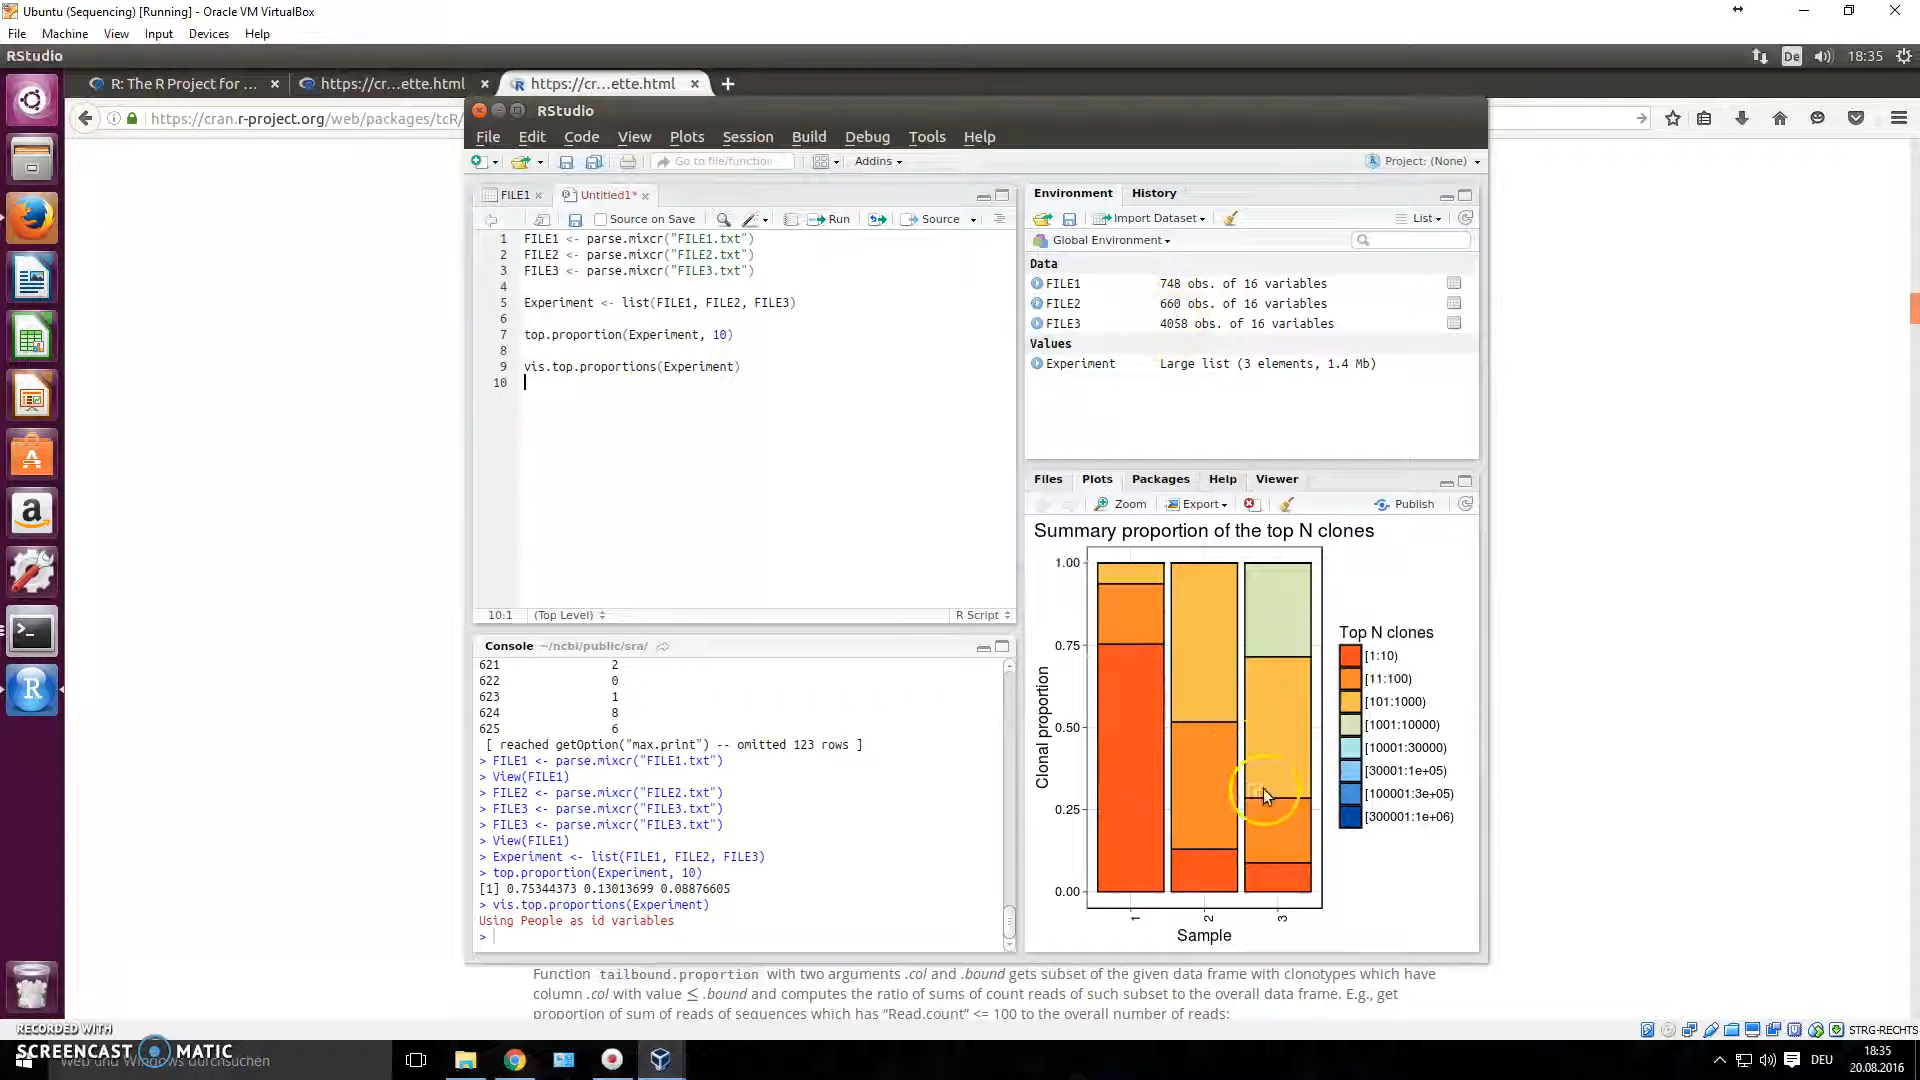 Ubuntu (Sequencing) [Running] - Oracle VM VirtualBox
File Machine View Input Devices Help
RStudio
De 18:35
R: The R Project for ... × https://cr...ette.html × https://cr...ette.html ×
https://cran.r-project.org/web/packages/tcR/
RStudio
File Edit Code View Plots Session Build Debug Tools Help
Go to file/function Addins Project: (None)
FILE1 × Untitled1* ×
Source on Save Run Source
1 FILE1 <- parse.mixcr("FILE1.txt")
2 FILE2 <- parse.mixcr("FILE2.txt")
3 FILE3 <- parse.mixcr("FILE3.txt")
4
5 Experiment <- list(FILE1, FILE2, FILE3)
6
7 top.proportion(Experiment, 10)
8
9 vis.top.proportions(Experiment)
10
10:1 (Top Level) R Script
Console ~/ncbi/public/sra/
621 2
622 0
623 1
624 8
625 6
[ reached getOption("max.print") -- omitted 123 rows ]
> FILE1 <- parse.mixcr("FILE1.txt")
> View(FILE1)
> FILE2 <- parse.mixcr("FILE2.txt")
> FILE3 <- parse.mixcr("FILE3.txt")
> FILE3 <- parse.mixcr("FILE3.txt")
> View(FILE1)
> Experiment <- list(FILE1, FILE2, FILE3)
> top.proportion(Experiment, 10)
[1] 0.75344373 0.13013699 0.08876605
> vis.top.proportions(Experiment)
Using People as id variables
>
Environment History
Import Dataset List
Global Environment
Data
FILE1 748 obs. of 16 variables
FILE2 660 obs. of 16 variables
FILE3 4058 obs. of 16 variables
Values
Experiment Large list (3 elements, 1.4 Mb)
Files Plots Packages Help Viewer
Zoom Export Publish
Summary proportion of the top N clones
1.00
0.75
0.50
0.25
0.00
Clonal proportion
1 2 3
Sample
Top N clones
[1:10)
[11:100)
[101:1000)
[1001:10000)
[10001:30000)
[30001:1e+05)
[100001:3e+05)
[300001:1e+06)
Function tailbound.proportion with two arguments .col and .bound gets subset of the given data frame with clonotypes which have
column .col with value ≤ .bound and computes the ratio of sums of count reads of such subset to the overall data frame. E.g., get
proportion of sum of reads of sequences which has “Read.count” <= 100 to the overall number of reads:
STRG-RECHTS
RECORDED WITH
SCREENCAST MATIC
Web und Windows durchsuchen
DEU
18:35
20.08.2016